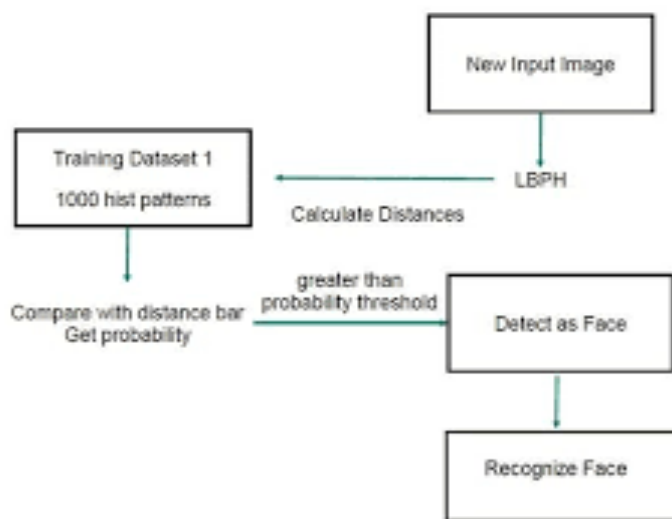 New Input Image
LBPH
Calculate Distances
Training Dataset 1
1000 hist patterns
Compare with distance bar
Get probability
greater than
probability threshold
Detect as Face
Recognize Face